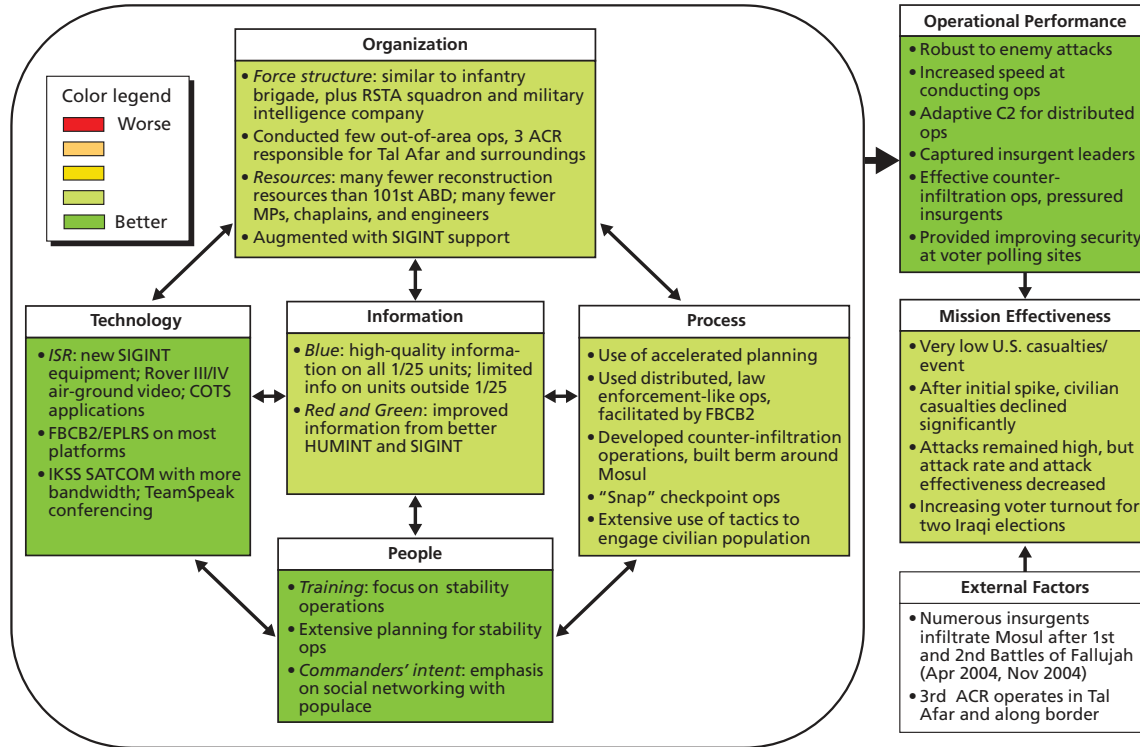 Color legend
Worse
Better
Organization
• Force structure: similar to infantry
brigade, plus RSTA squadron and military
intelligence company
• Conducted few out-of-area ops, 3 ACR
responsible for Tal Afar and surroundings
• Resources: many fewer reconstruction
resources than 101st ABD; many fewer
MPs, chaplains, and engineers
• Augmented with SIGINT support
Technology
• ISR: new SIGINT
equipment; Rover III/IV
air-ground video; COTS
applications
• FBCB2/EPLRS on most
platforms
• IKSS SATCOM with more
bandwidth; TeamSpeak
conferencing
Information
• Blue: high-quality informa-
tion on all 1/25 units; limited
info on units outside 1/25
• Red and Green: improved
information from better
HUMINT and SIGINT
Process
• Use of accelerated planning
• Used distributed, law
enforcement-like ops,
facilitated by FBCB2
• Developed counter-infiltration
operations, built berm around
Mosul
• “Snap” checkpoint ops
• Extensive use of tactics to
engage civilian population
People
• Training: focus on stability
operations
• Extensive planning for stability
ops
• Commanders’ intent: emphasis
on social networking with
populace
Operational Performance
• Robust to enemy attacks
• Increased speed at
conducting ops
• Adaptive C2 for distributed
ops
• Captured insurgent leaders
• Effective counter-
infiltration ops, pressured
insurgents
• Provided improving security
at voter polling sites
Mission Effectiveness
• Very low U.S. casualties/
event
• After initial spike, civilian
casualties declined
significantly
• Attacks remained high, but
attack rate and attack
effectiveness decreased
• Increasing voter turnout for
two Iraqi elections
External Factors
• Numerous insurgents
infiltrate Mosul after 1st
and 2nd Battles of Fallujah
(Apr 2004, Nov 2004)
• 3rd ACR operates in Tal
Afar and along border